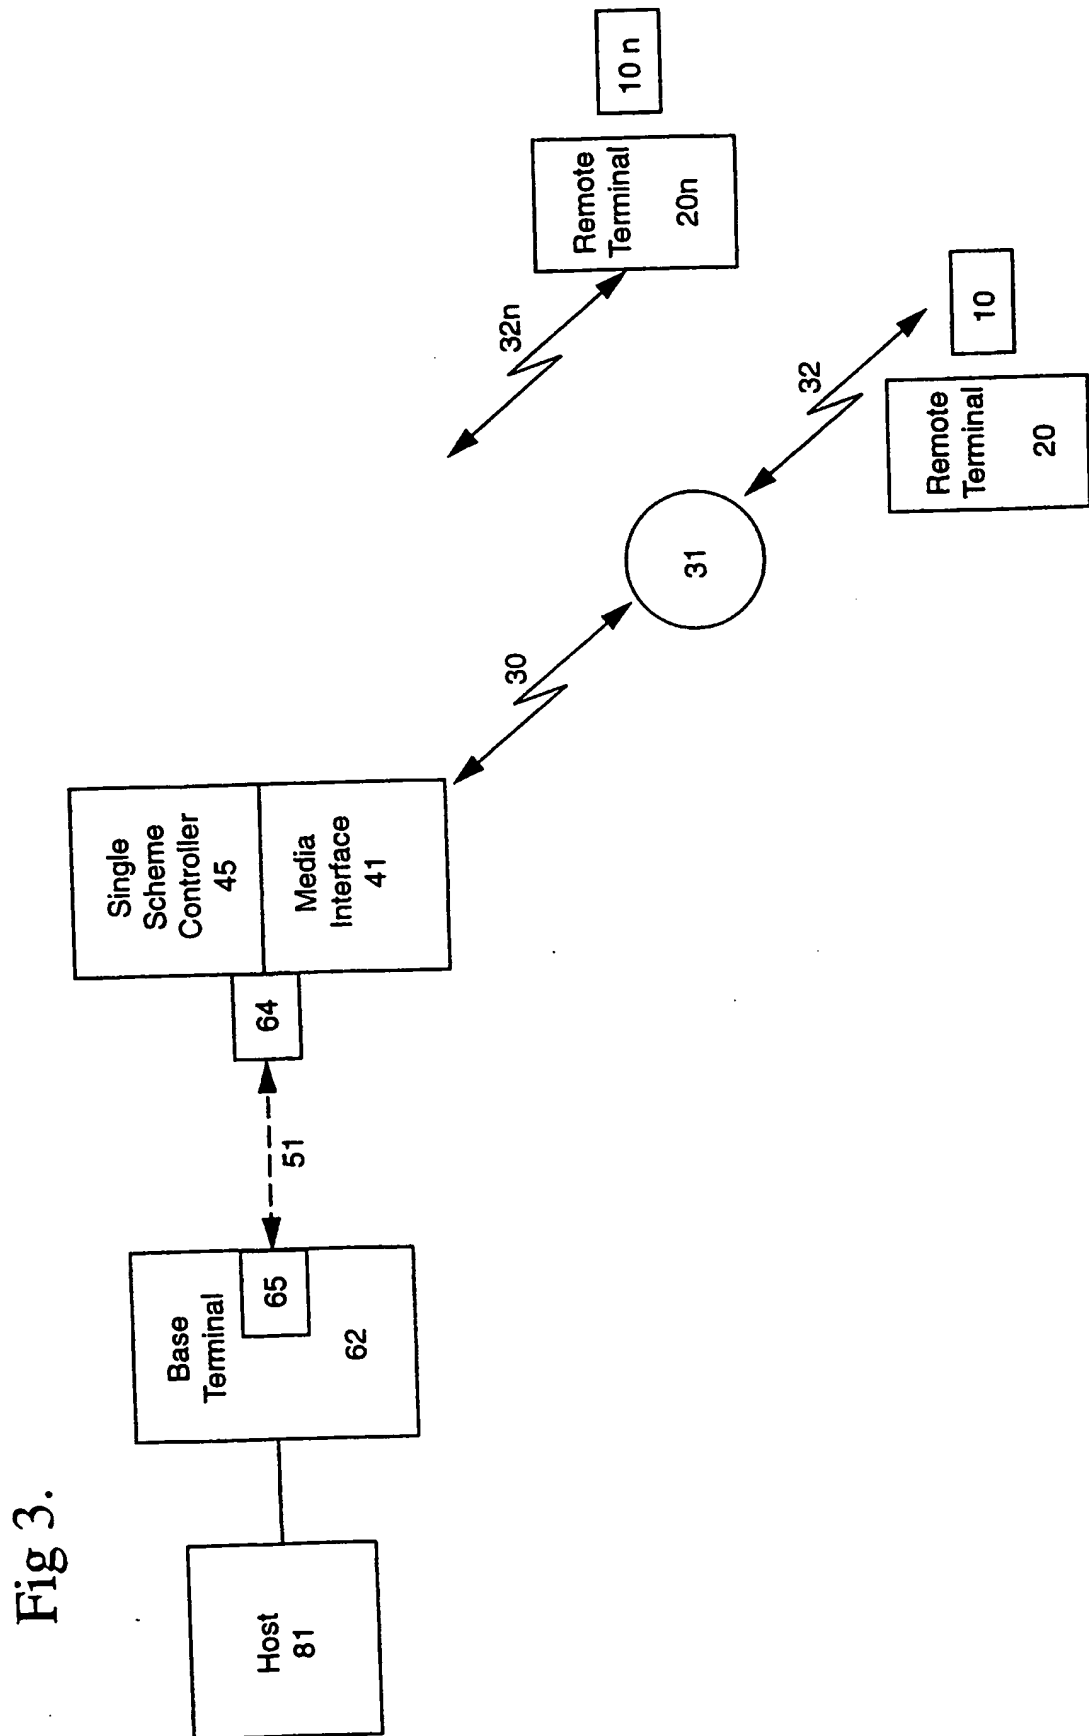 Fig 3.
Host
81
Base
Terminal
65
62
51
64
Single
Scheme
Controller
45
Media
Interface
41
30
31
32n
32
Remote
Terminal
20n
10 n
Remote
Terminal
20
10